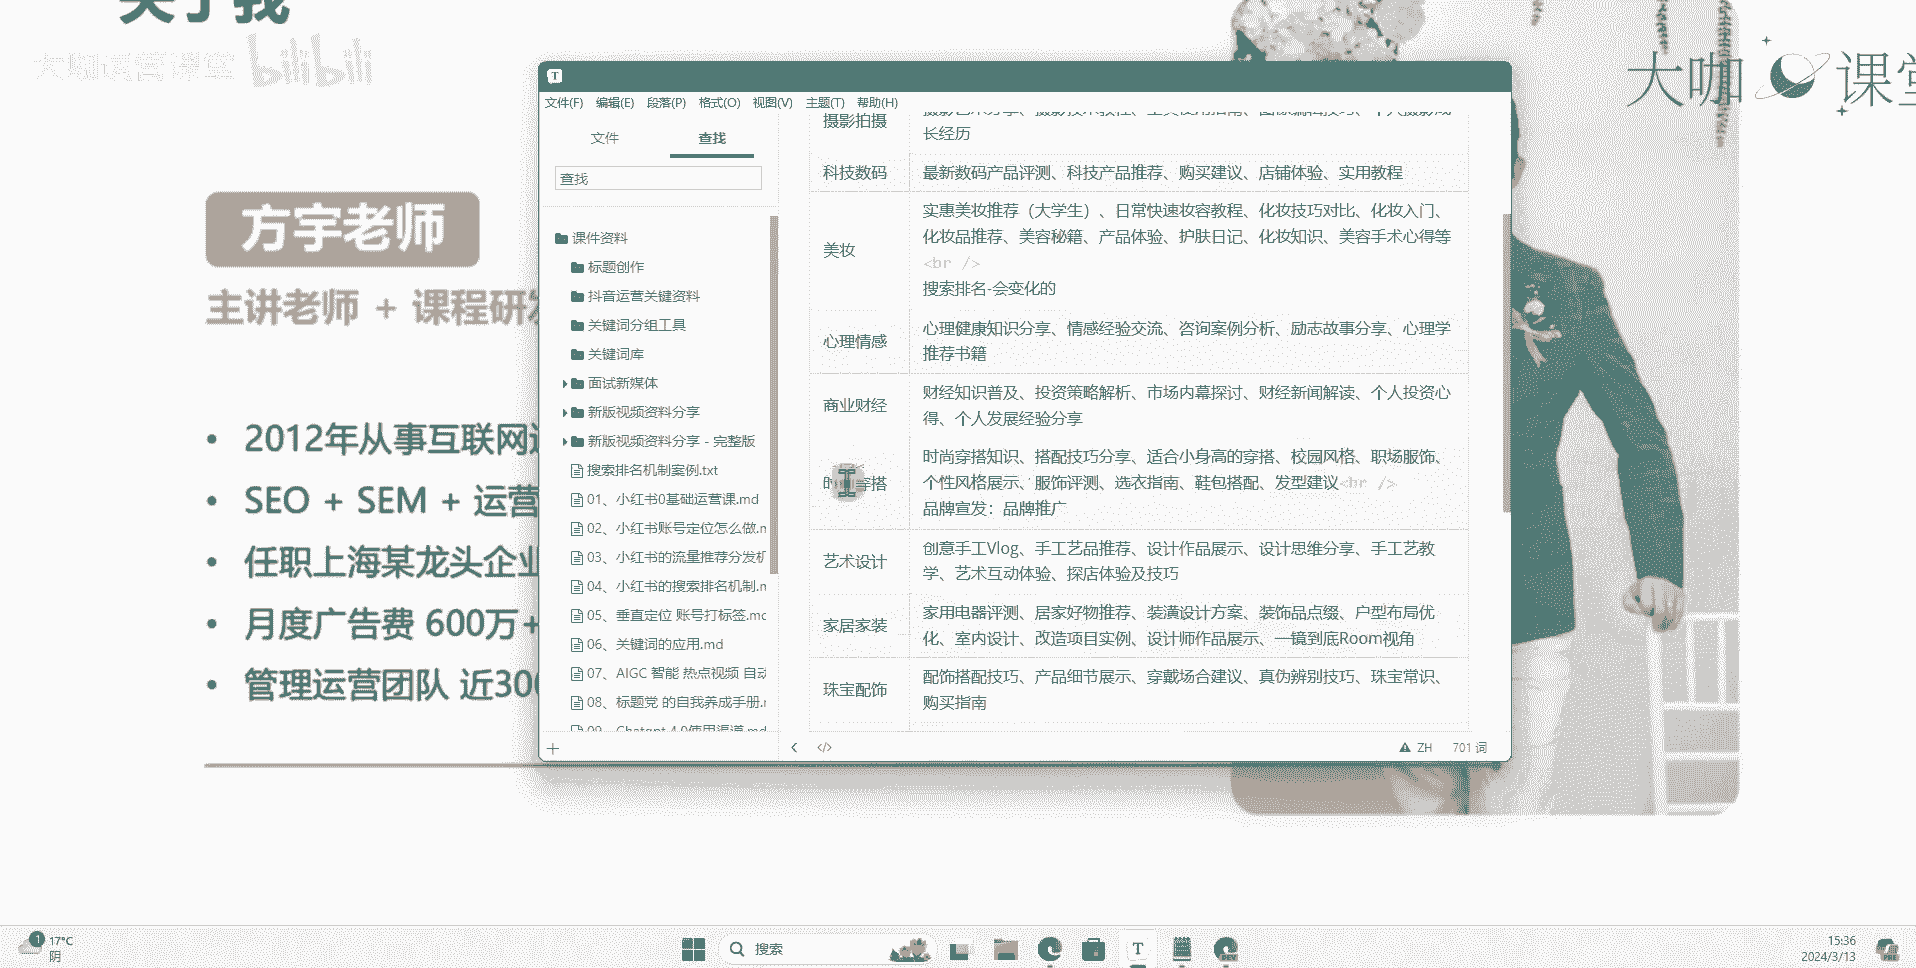 关于我
大咖运营课堂 bilibili
大咖课堂
方宇老师
主讲老师 + 课程研发
2012年从事互联网
SEO + SEM + 运营
任职上海某龙头企业
月度广告费 600万+
管理运营团队 近300
T
文件(F) 编辑(E) 段落(P) 格式(O) 视图(V) 主题(T) 帮助(H)
文件 查找
查找
课件资料
标题创作
抖音运营关键资料
关键词分组工具
关键词库
面试新媒体
新版视频资料分享
新版视频资料分享 - 完整版
搜索排名机制案例.txt
01、小红书0基础运营课.md
02、小红书账号定位怎么做.m
03、小红书的流量推荐分发机
04、小红书的搜索排名机制.m
05、垂直定位 账号打标签.md
06、关键词的应用.md
07、AIGC 智能 热点视频 自动
08、标题党 的自我养成手册.m
09、Chatgpt 4.0使用渠道.md
摄影拍摄
摄影艺术分享、摄影技术教程、
长经历
科技数码
最新数码产品评测、科技产品推荐、购买建议、店铺体验、实用教程
美妆
实惠美妆推荐（大学生）、日常快速妆容教程、化妆技巧对比、化妆入门、
化妆品推荐、美容秘籍、产品体验、护肤日记、化妆知识、美容手术心得等
<br />
搜索排名-会变化的
心理情感
心理健康知识分享、情感经验交流、咨询案例分析、励志故事分享、心理学
推荐书籍
商业财经
财经知识普及、投资策略解析、市场内幕探讨、财经新闻解读、个人投资心
得、个人发展经验分享
穿搭
时尚穿搭知识、搭配技巧分享、适合小身高的穿搭、校园风格、职场服饰、
个性风格展示、服饰评测、选衣指南、鞋包搭配、发型建议<br />
品牌宣发：品牌推广
艺术设计
创意手工Vlog、手工艺品推荐、设计作品展示、设计思维分享、手工艺教
学、艺术互动体验、探店体验及技巧
家居家装
家用电器评测、居家好物推荐、装潢设计方案、装饰品点缀、户型布局优
化、室内设计、改造项目实例、设计师作品展示、一镜到底Room视角
珠宝配饰
配饰搭配技巧、产品细节展示、穿戴场合建议、真伪辨别技巧、珠宝常识、
购买指南
</> ZH 701 词
1 17°C
阴
搜索
T
DEV
15:36
2024/3/13
PRE